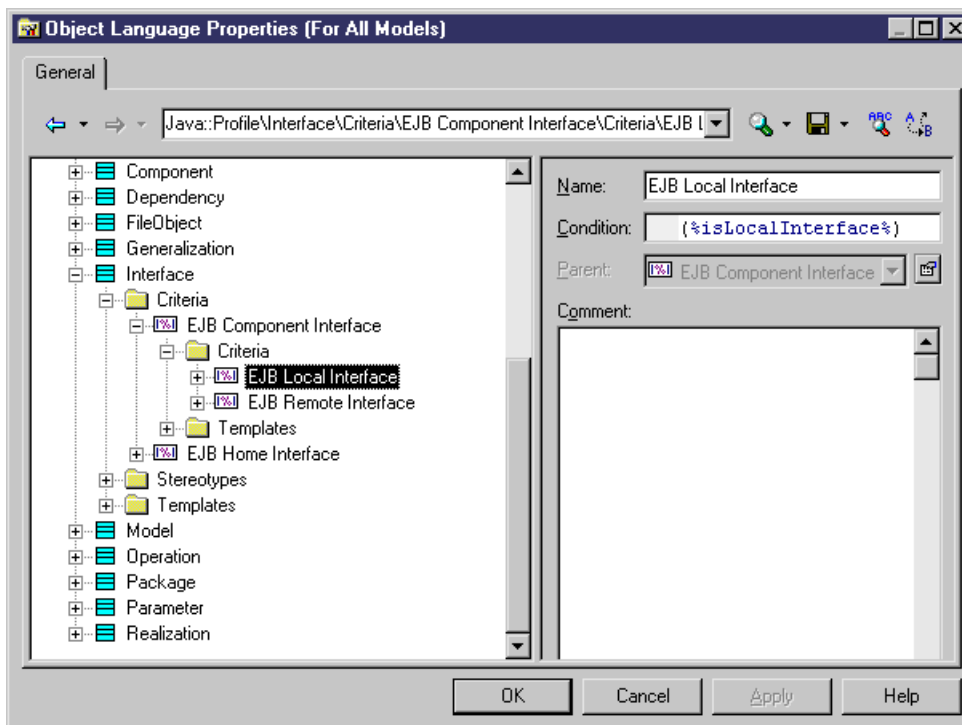 Object Language Properties (For All Models)
General
Java::Profile\Interface\Criteria\EJB Component Interface\Criteria\EJB L
Component
Dependency
FileObject
Generalization
Interface
Criteria
EJB Component Interface
Criteria
EJB Local Interface
EJB Remote Interface
Templates
EJB Home Interface
Stereotypes
Templates
Model
Operation
Package
Parameter
Realization
Name: EJB Local Interface
Condition: (%isLocalInterface%)
Parent: EJB Component Interface
Comment:
OK Cancel Apply Help